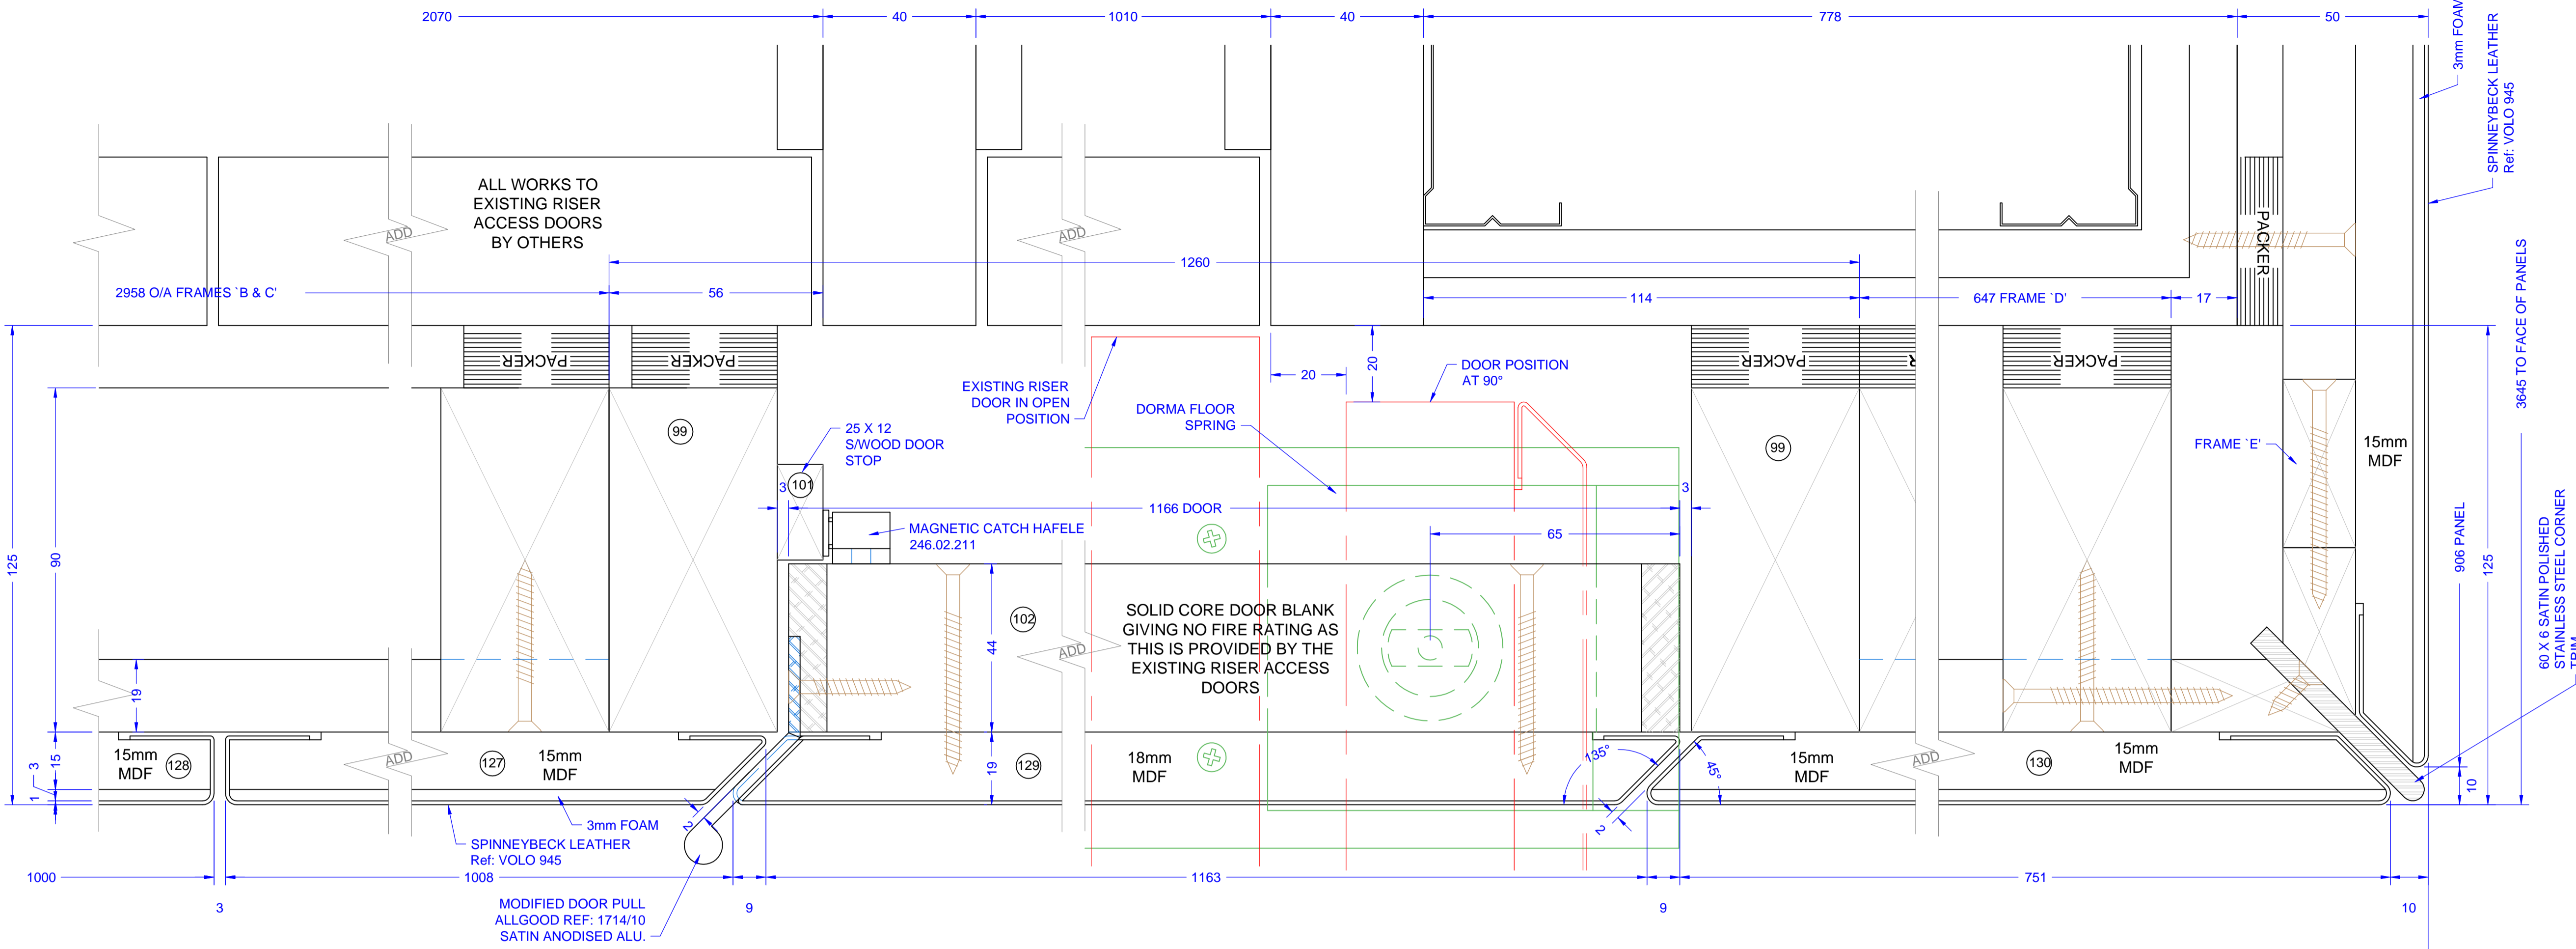 2070
40
1010
40
778
50
3mm FOAM
SPINNEYBECK LEATHER
Ref: VOLO 945
ALL WORKS TO
EXISTING RISER
ACCESS DOORS
BY OTHERS
ADD
ADD
PACKER
1260
2958 O/A FRAMES `B & C'
56
114
647 FRAME `D'
17
3645 TO FACE OF PANELS
PACKER
PACKER
PACKER
PACKER
20
20
DOOR POSITION
AT 90°
EXISTING RISER
DOOR IN OPEN
POSITION
DORMA FLOOR
SPRING
99
25 X 12
S/WOOD DOOR
STOP
99
FRAME `E'
15mm
MDF
3
101
1166 DOOR
3
MAGNETIC CATCH HAFELE
246.02.211
65
125
90
906 PANEL
125
60 X 6 SATIN POLISHED
STAINLESS STEEL CORNER
TRIM
44
102
ADD
SOLID CORE DOOR BLANK
GIVING NO FIRE RATING AS
THIS IS PROVIDED BY THE
EXISTING RISER ACCESS
DOORS
19
15
3
1
15mm
MDF
128
ADD
127
15mm
MDF
19
129
18mm
MDF
135°
45°
15mm
MDF
ADD
130
15mm
MDF
10
2
2
3mm FOAM
SPINNEYBECK LEATHER
Ref: VOLO 945
1000
1008
1163
751
3
9
9
10
MODIFIED DOOR PULL
ALLGOOD REF: 1714/10
SATIN ANODISED ALU.